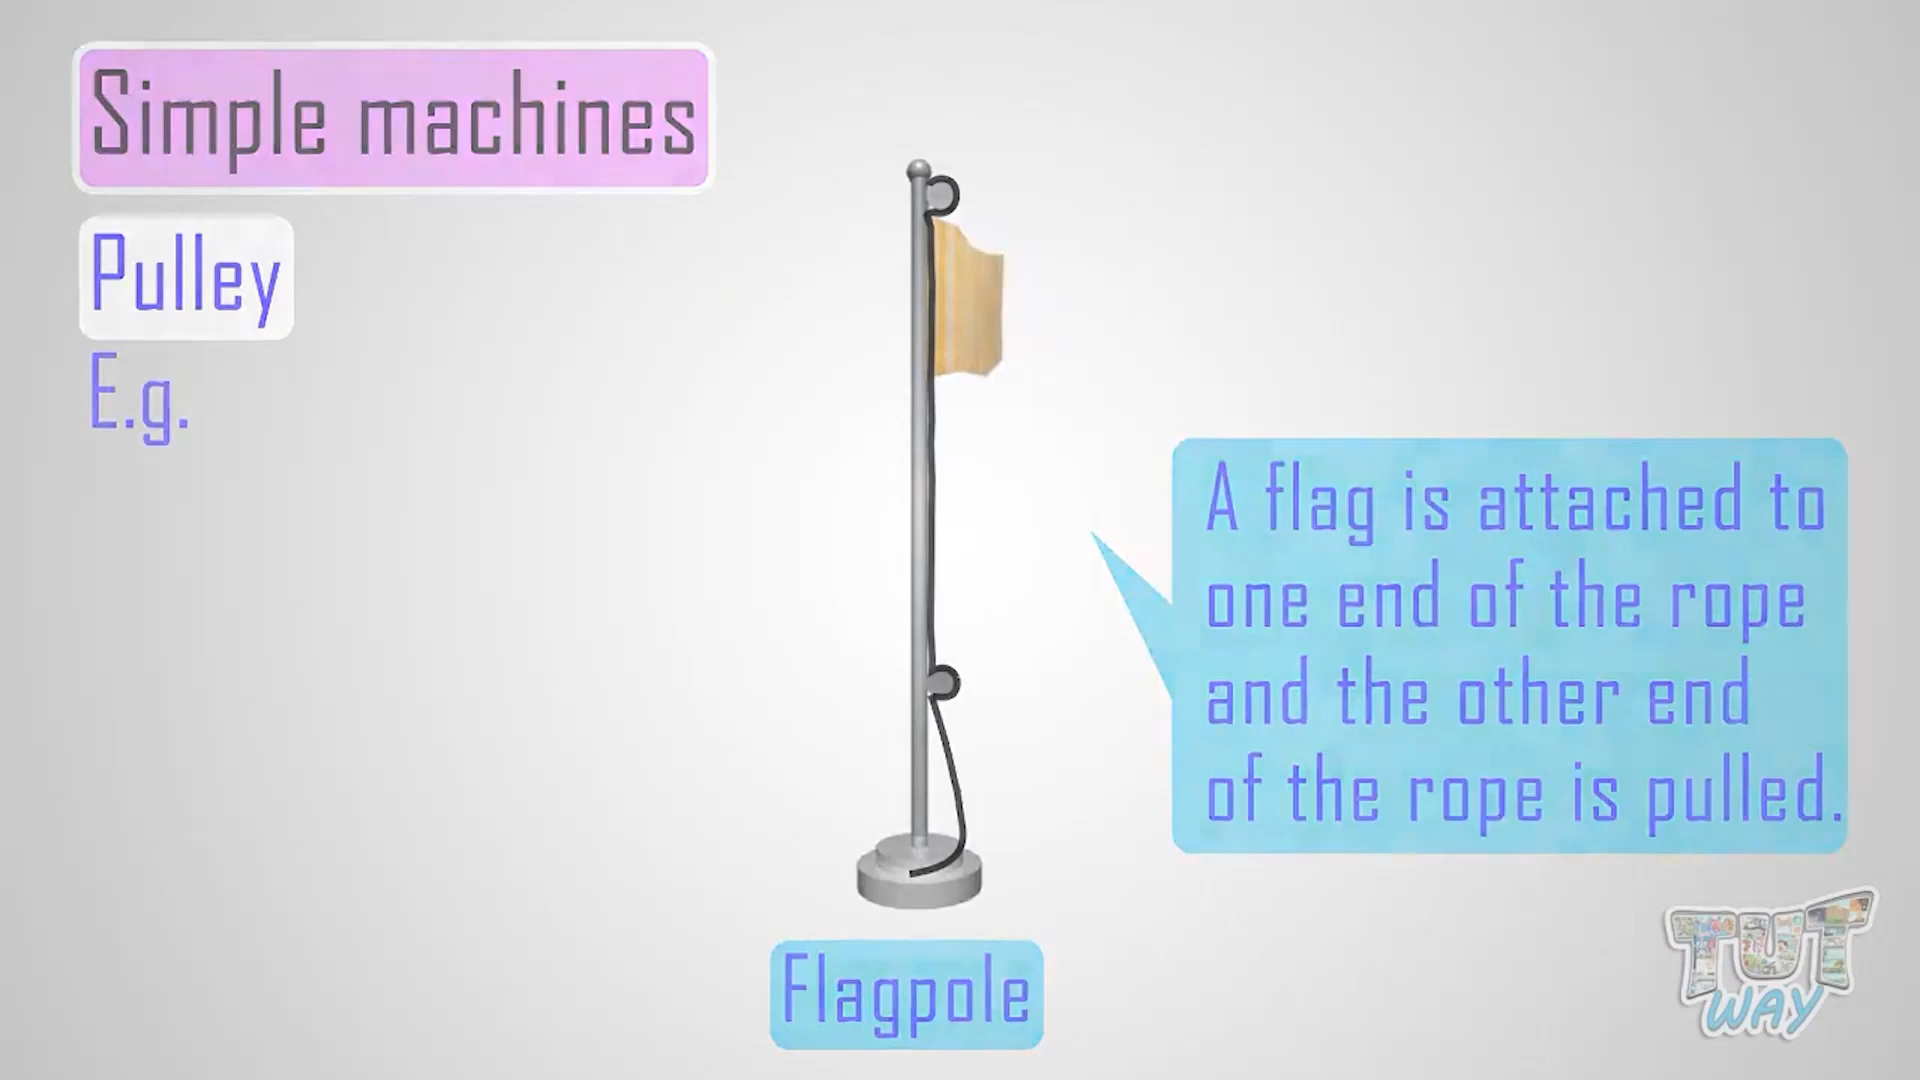 Simple machines
Pulley
E.g.
A flag is attached to
one end of the rope
and the other end
of the rope is pulled.
Flagpole
TUT
WAY